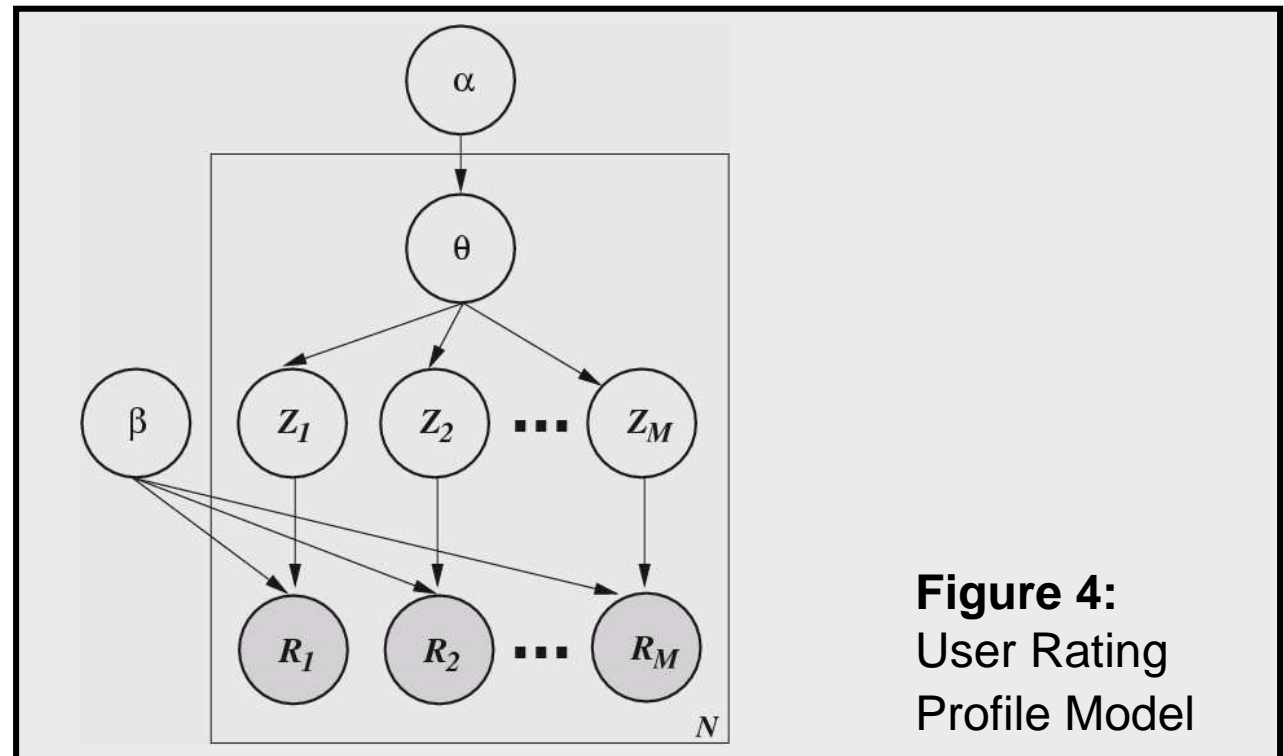 α
θ
β Z1 Z2 ... ZM
R1 R2 ... RM
N
Figure 4:
User Rating
Profile Model